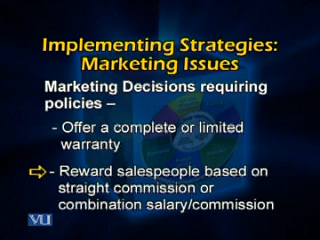 Implementing Strategies:
Marketing Issues
Marketing Decisions requiring
policies –
- Offer a complete or limited
warranty
- Reward salespeople based on
straight commission or
combination salary/commission
VU